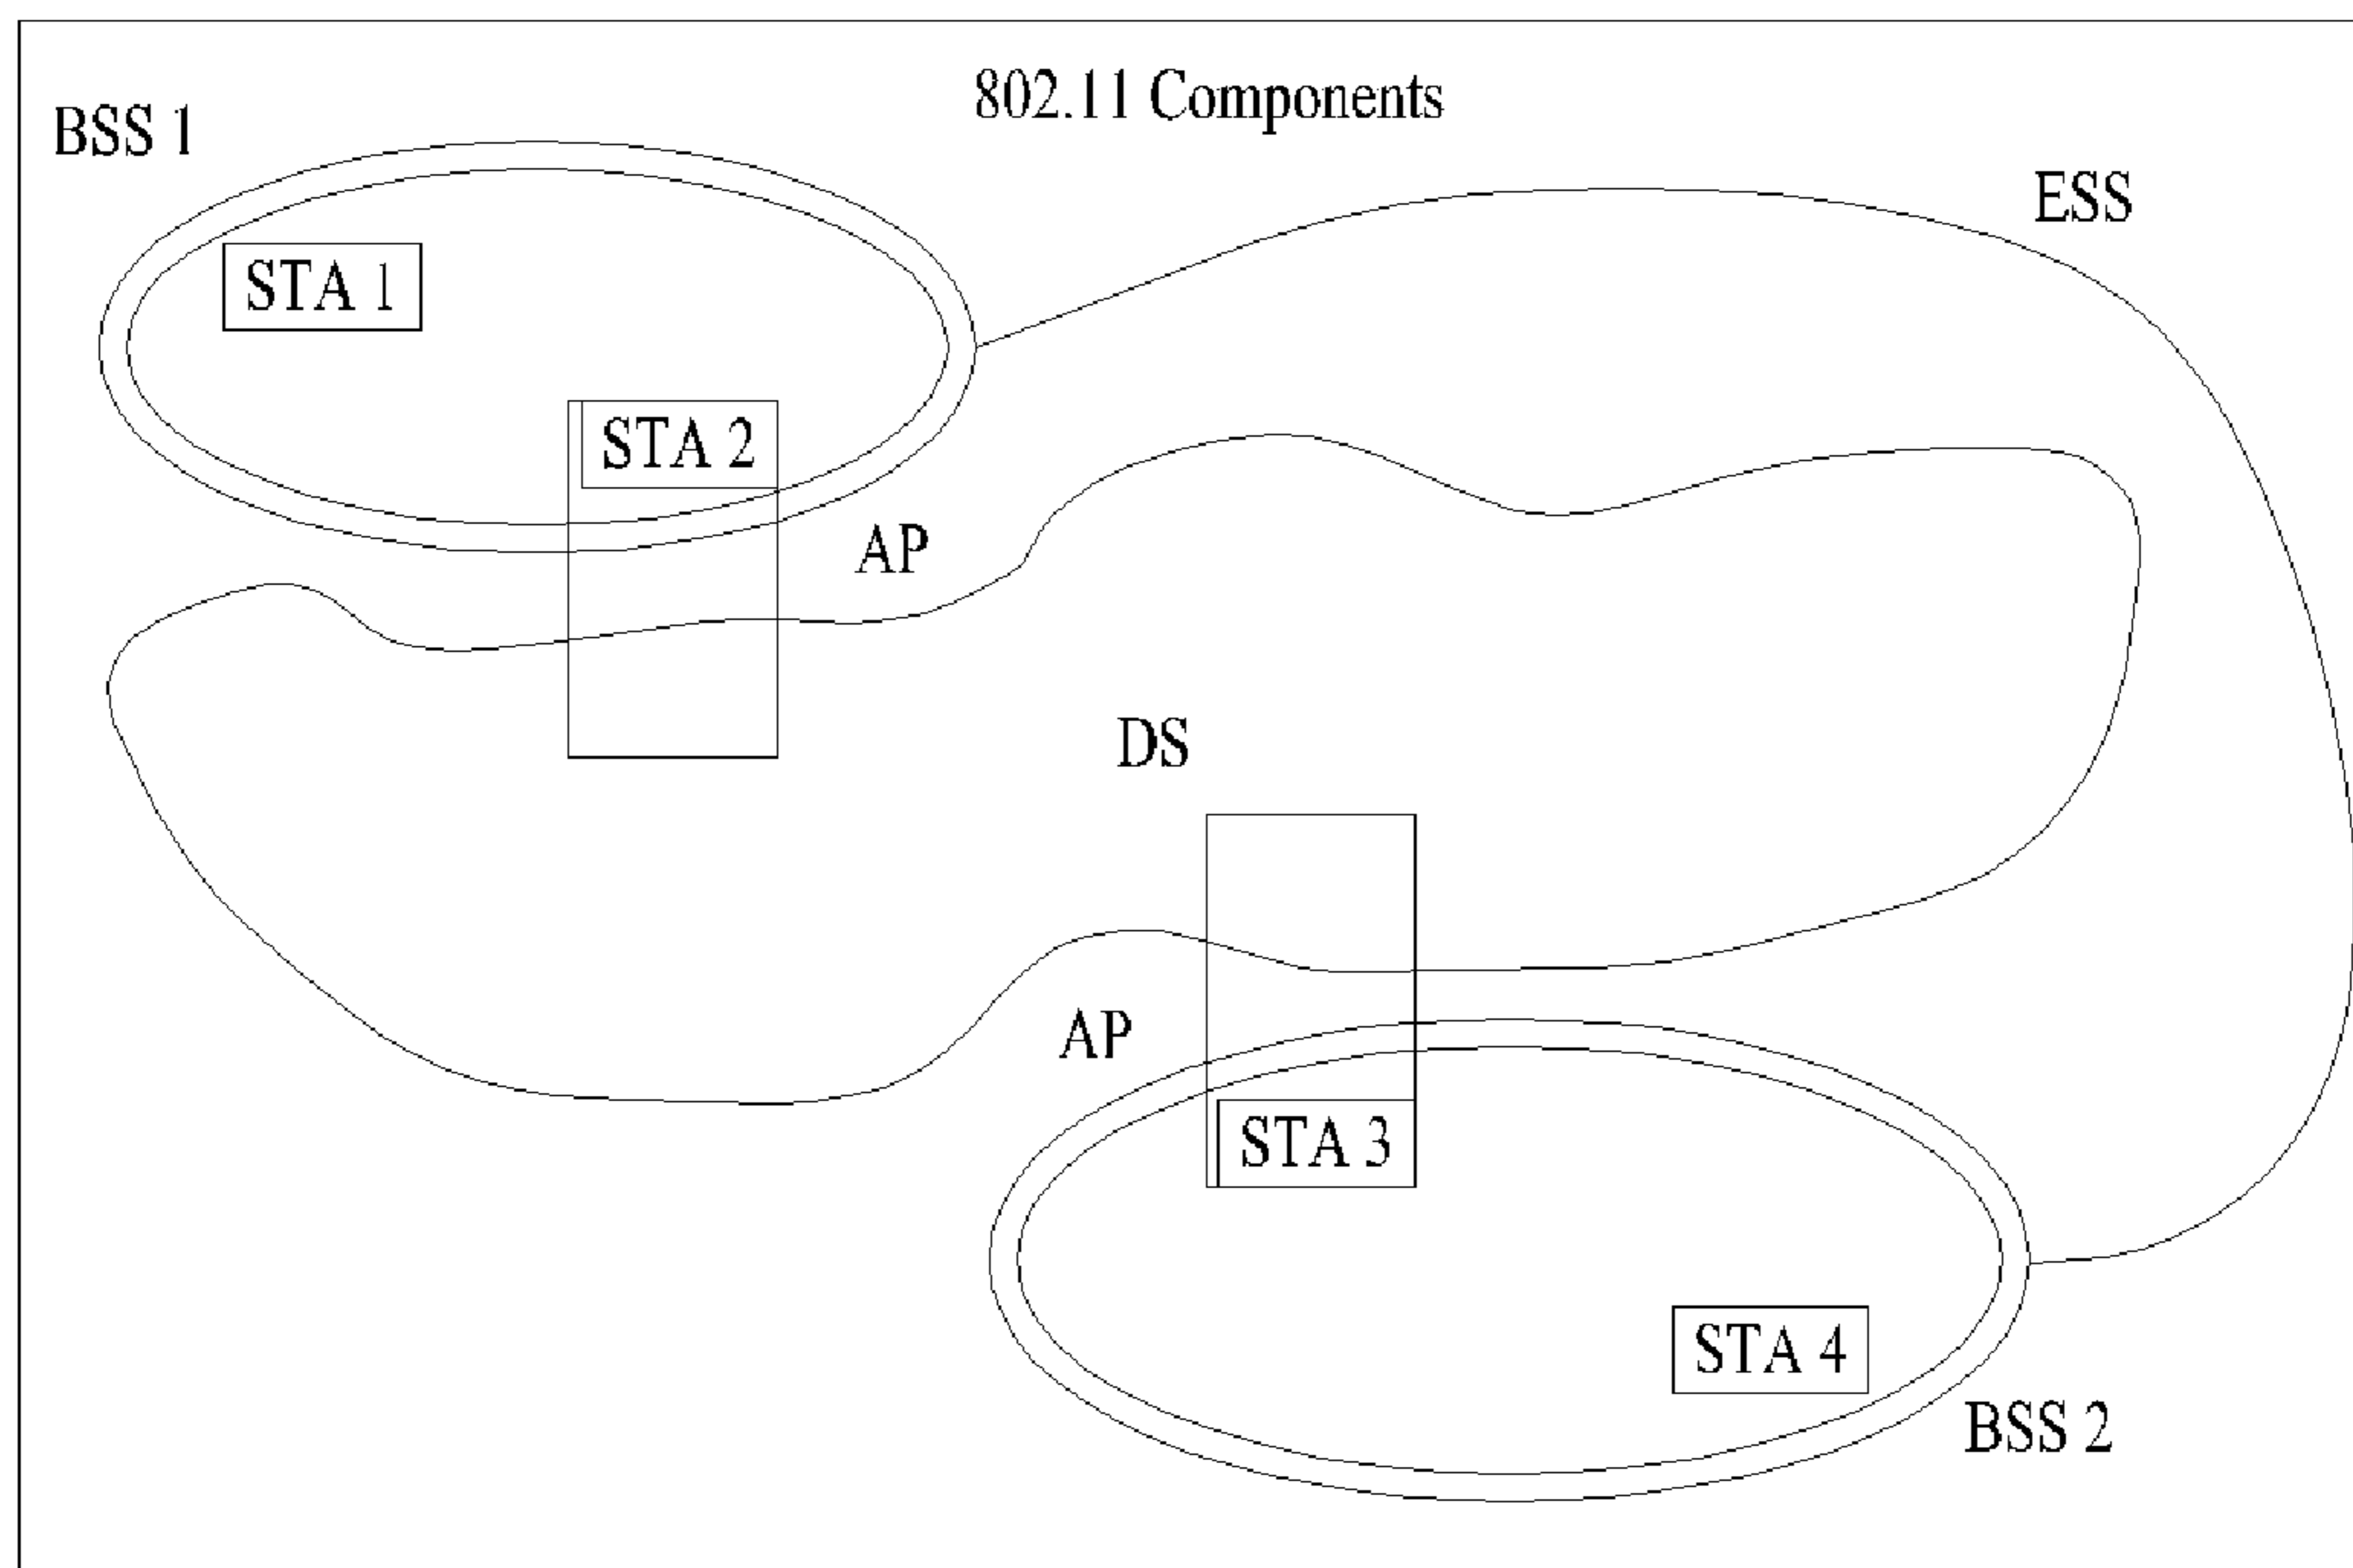 802.11 Components
BSS 1
ESS
STA 1
STA 2
AP
DS
AP
STA 3
STA 4
BSS 2